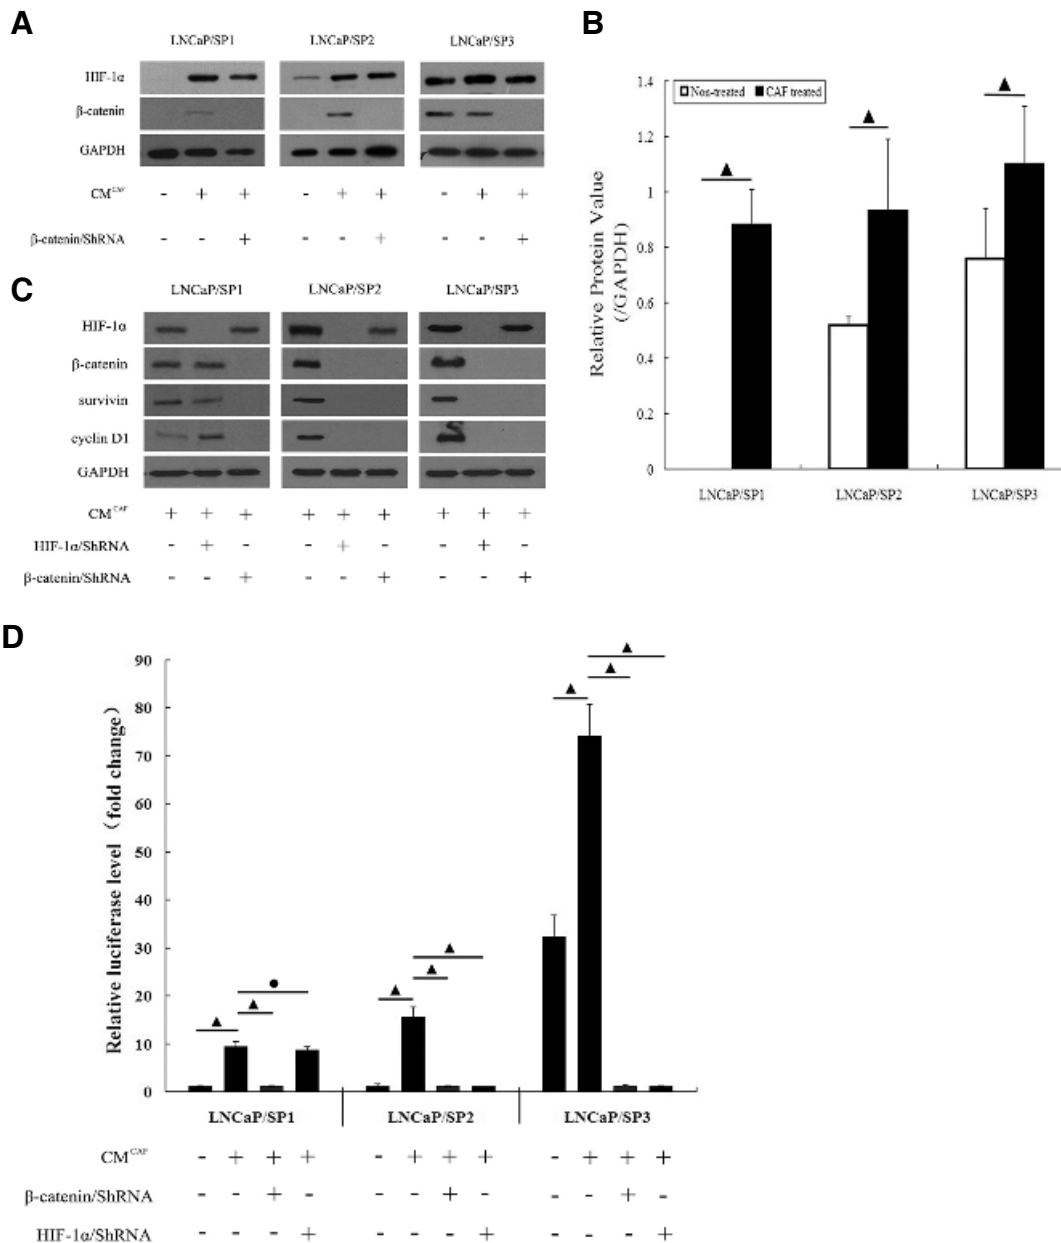 A
LNCaP/SP1 LNCaP/SP2 LNCaP/SP3
HIF-1α
β-catenin
GAPDH
CM^CAF - + + - + + - + +
β-catenin/ShRNA - - + - - + - - +
B
Non-treated CAF treated
Relative Protein Value
(/GAPDH)
1.4
1.2
1
0.8
0.6
0.4
0.2
0
LNCaP/SP1 LNCaP/SP2 LNCaP/SP3
C
LNCaP/SP1 LNCaP/SP2 LNCaP/SP3
HIF-1α
β-catenin
survivin
cyclin D1
GAPDH
CM^CAF + + + + + + + + +
HIF-1α/ShRNA - + - - + - - + -
β-catenin/ShRNA - - + - - + - - +
D
Relative luciferase level (fold change)
90
80
70
60
50
40
30
20
10
0
LNCaP/SP1 LNCaP/SP2 LNCaP/SP3
CM^CAF - + + + - + + + - + + +
β-catenin/ShRNA - - + - - - + - - - + -
HIF-1α/ShRNA - - - + - - - + - - - +